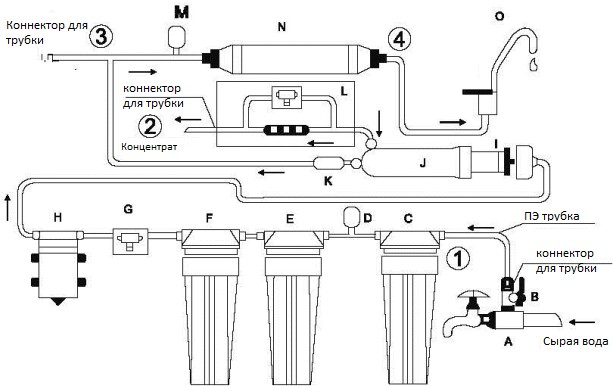 Коннектор для
трубки
3
M
N
4
O
коннектор
для трубки
L
2
Концентрат
K
J
I
H
G
F
E
D
C
1
ПЭ трубка
коннектор
для трубки
B
A
Сырая вода